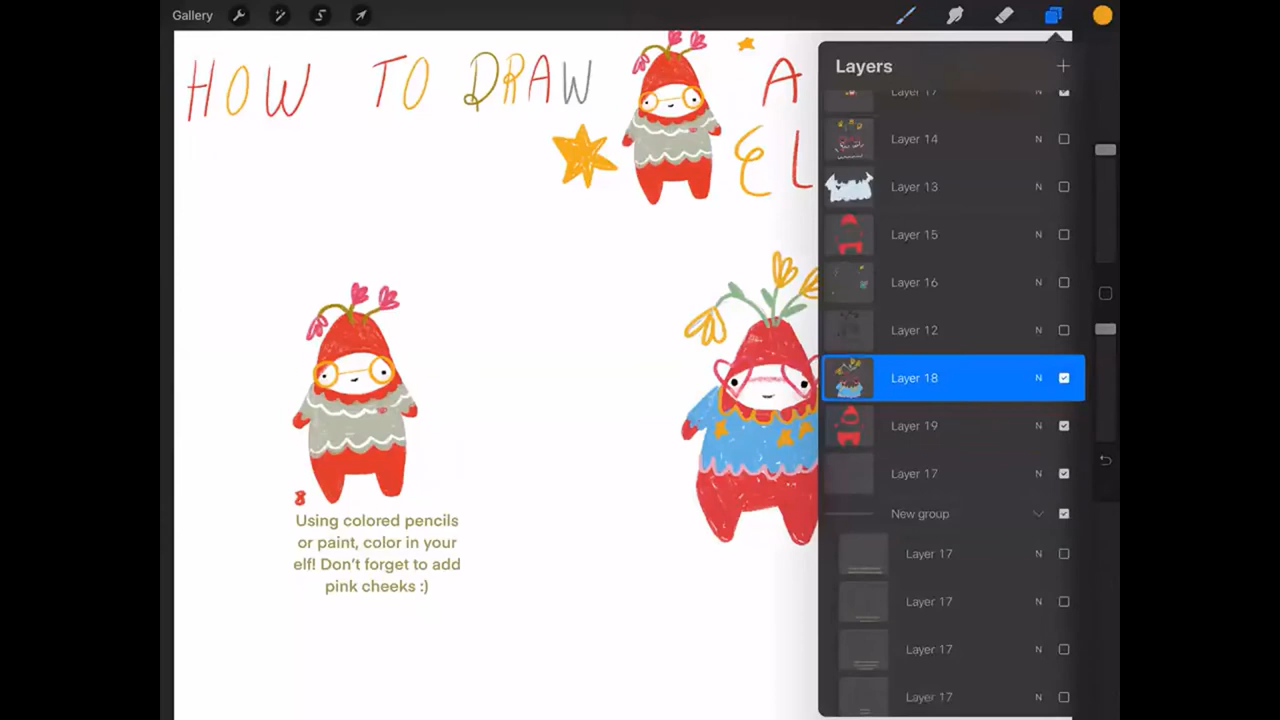 Gallery
HOW TO DRAW A
EL
Layers
Layer 17 N
Layer 14 N
Layer 13 N
Layer 15 N
Layer 16 N
Layer 12 N
Layer 18 N
Layer 19 N
Layer 17 N
New group
Layer 17 N
Layer 17 N
Layer 17 N
Layer 17 N
8
Using colored pencils
or paint, color in your
elf! Don't forget to add
pink cheeks :)